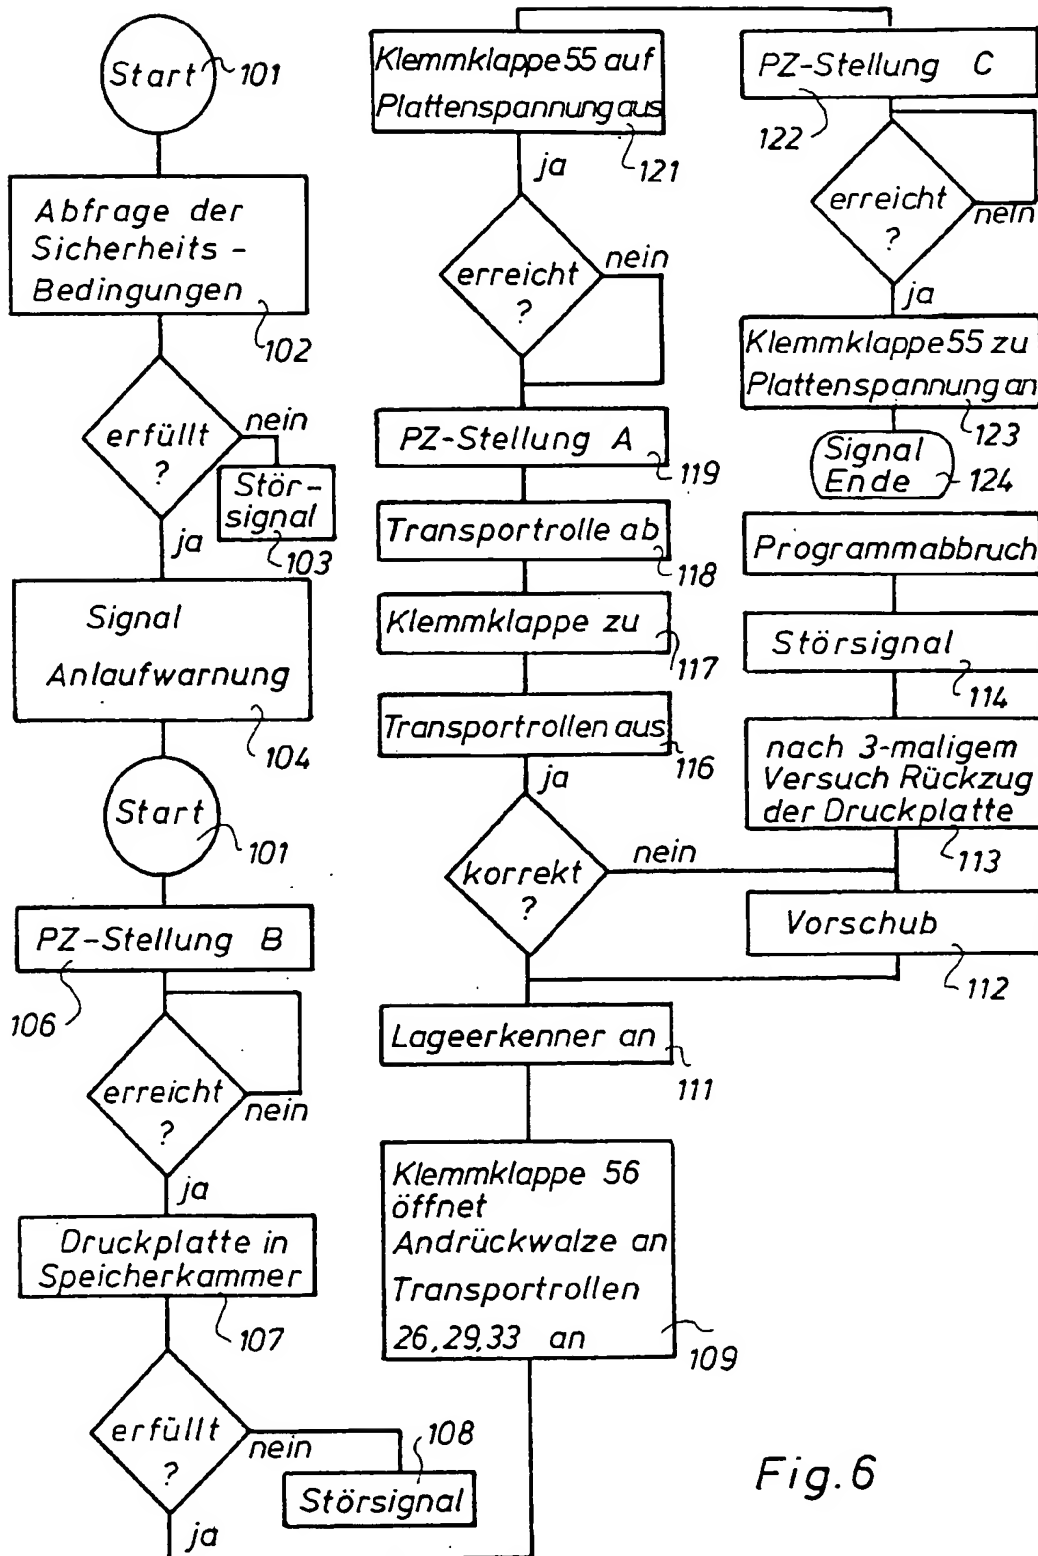 Start
101
Abfrage der
Sicherheits-
Bedingungen
102
erfüllt
?
nein
Stör-
signal
103
ja
Signal
Anlaufwarnung
104
Start
101
PZ-Stellung B
106
erreicht
?
nein
ja
Druckplatte in
Speicherkammer
107
erfüllt
?
nein
108
Störsignal
ja
Klemmklappe 55 auf
Plattenspannung aus
121
ja
erreicht
?
nein
PZ-Stellung A
119
Transportrolle ab
118
Klemmklappe zu
117
Transportrollen aus
116
ja
korrekt
?
nein
Lageerkenner an
111
Klemmklappe 56
öffnet
Andrückwalze an
Transportrollen
26,29,33 an
109
PZ-Stellung C
122
erreicht
?
nein
ja
Klemmklappe 55 zu
Plattenspannung an
123
Signal
Ende
124
Programmabbruch
Störsignal
114
nach 3-maligem
Versuch Rückzug
der Druckplatte
113
Vorschub
112
Fig.6